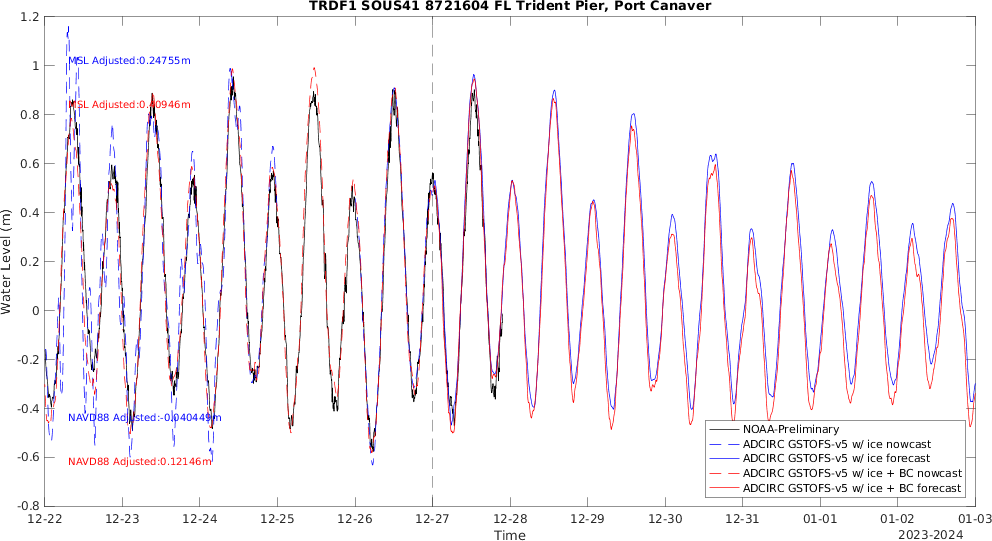 TRDF1 SOUS41 8721604 FL Trident Pier, Port Canaver
1.2
1
0.8
0.6
0.4
0.2
0
-0.2
-0.4
-0.6
-0.8
Water Level (m)
MSL Adjusted:0.24755m
MSL Adjusted:0.40946m
NAVD88 Adjusted:-0.040449m
NAVD88 Adjusted:0.12146m
NOAA-Preliminary
ADCIRC GSTOFS-v5 w/ ice nowcast
ADCIRC GSTOFS-v5 w/ ice forecast
ADCIRC GSTOFS-v5 w/ ice + BC nowcast
ADCIRC GSTOFS-v5 w/ ice + BC forecast
12-22 12-23 12-24 12-25 12-26 12-27 12-28 12-29 12-30 12-31 01-01 01-02 01-03
Time
2023-2024